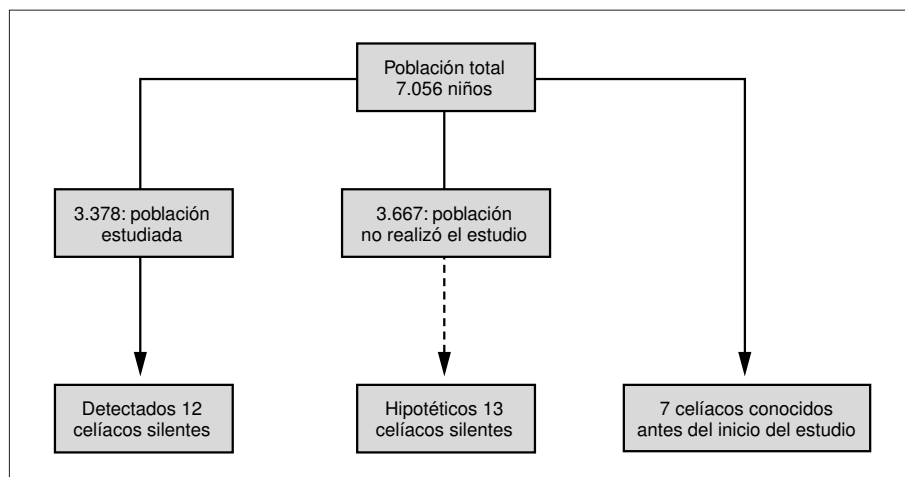 Población total
7.056 niños
3.378: población
estudiada
3.667: población
no realizó el estudio
Detectados 12
celíacos silentes
Hipotéticos 13
celíacos silentes
7 celíacos conocidos
antes del inicio del estudio